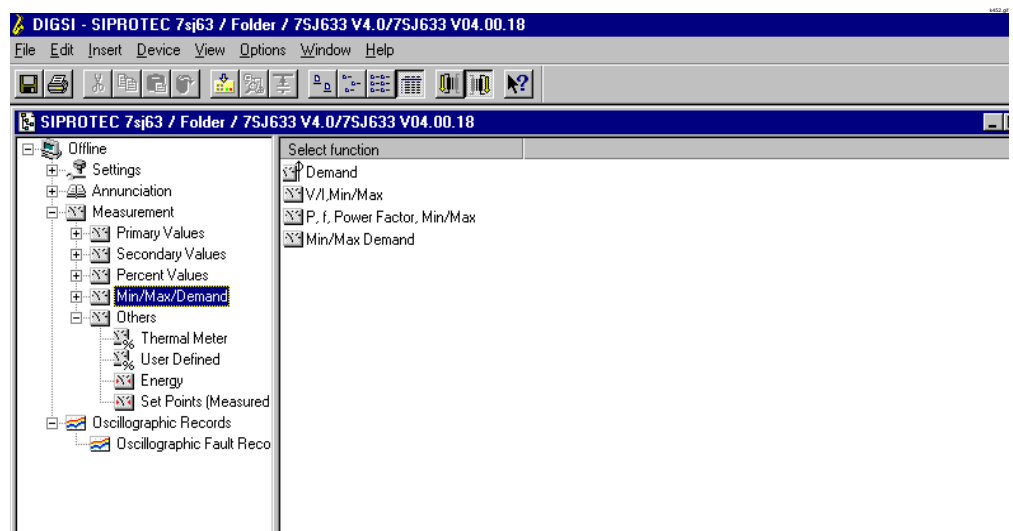 k452.gif
DIGSI - SIPROTEC 7sj63 / Folder / 7SJ633 V4.0/7SJ633 V04.00.18
File Edit Insert Device View Options Window Help
SIPROTEC 7sj63 / Folder / 7SJ633 V4.0/7SJ633 V04.00.18
Offline
Settings
Annunciation
Measurement
Primary Values
Secondary Values
Percent Values
Min/Max/Demand
Others
Thermal Meter
User Defined
Energy
Set Points (Measured
Oscillographic Records
Oscillographic Fault Reco
Select function
Demand
V/I,Min/Max
P, f, Power Factor, Min/Max
Min/Max Demand